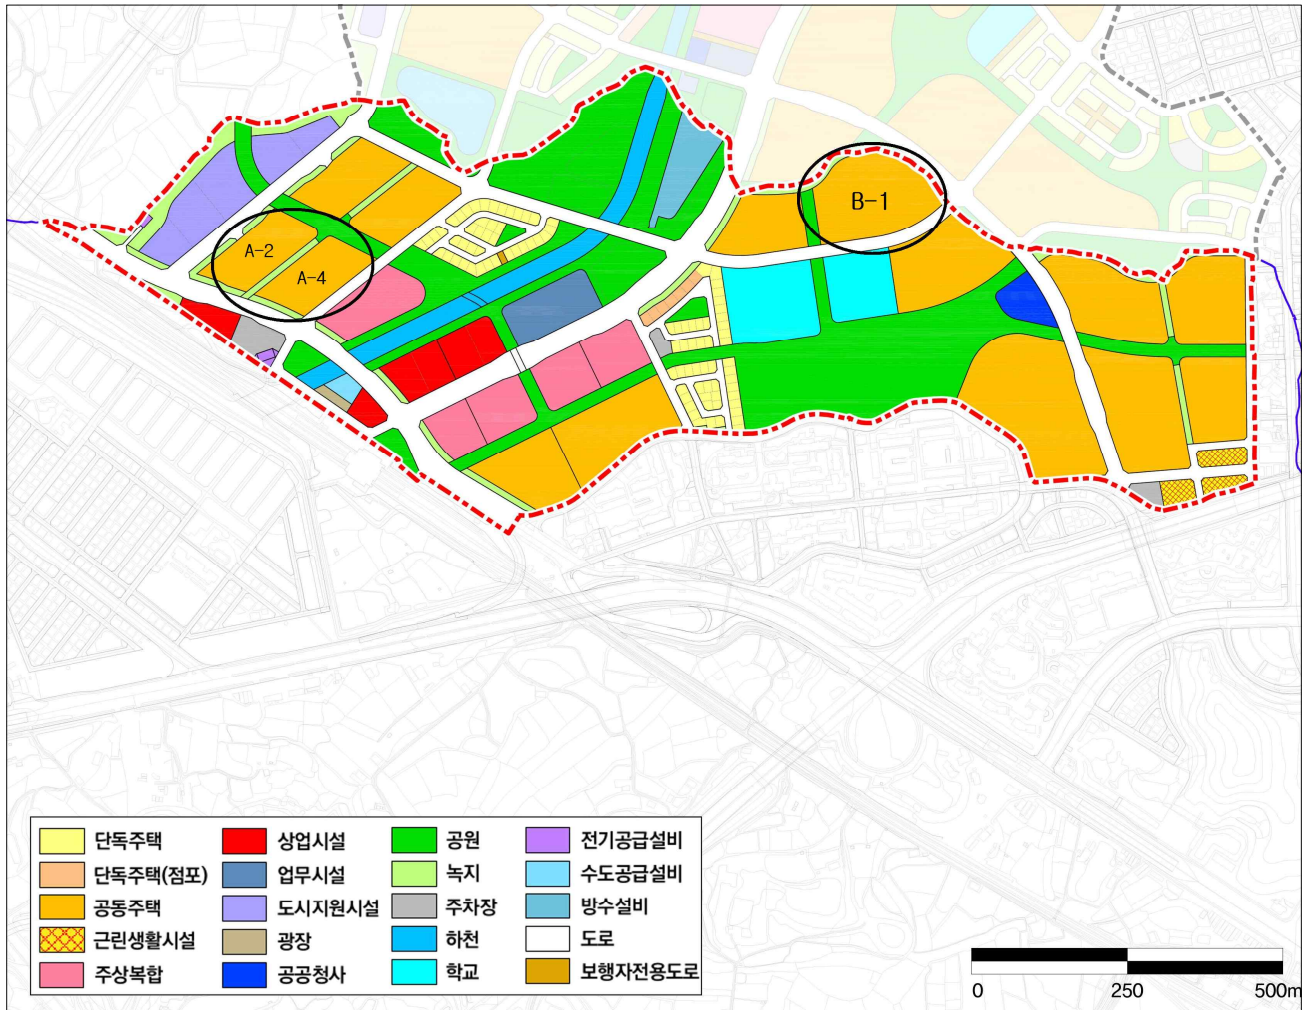 B-1
A-2
A-4
단독주택 상업시설 공원 전기공급설비
단독주택(점포) 업무시설 녹지 수도공급설비
공동주택 도시지원시설 주차장 방수설비
근린생활시설 광장 하천 도로
주상복합 공공청사 학교 보행자전용도로
0 250 500m